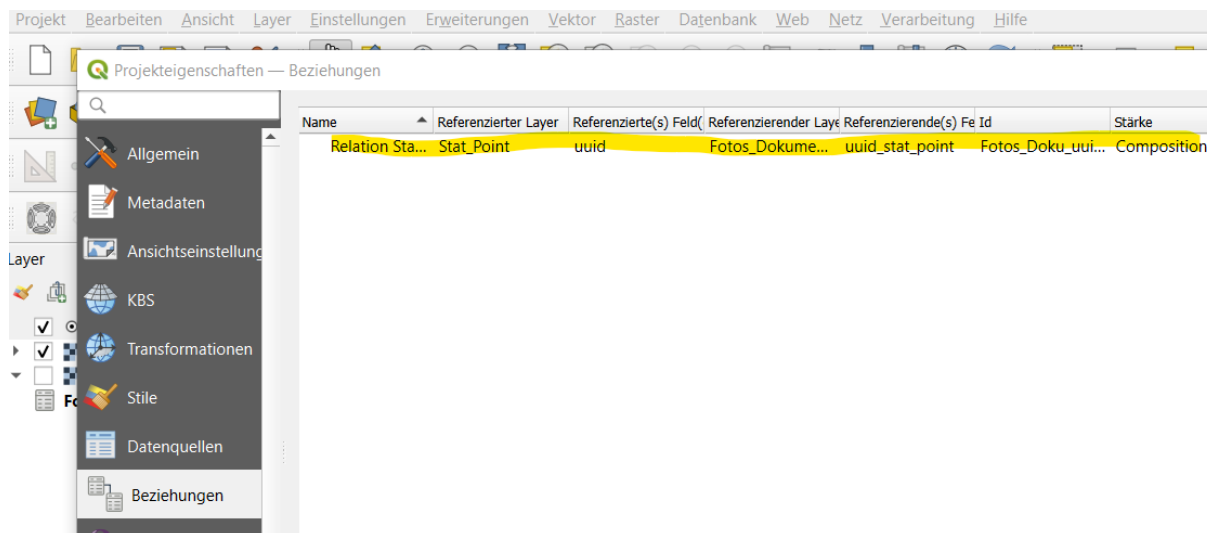 Projekt Bearbeiten Ansicht Layer Einstellungen Erweiterungen Vektor Raster Datenbank Web Netz Verarbeitung Hilfe
Projekteigenschaften — Beziehungen
Name Referenzierter Layer Referenzierte(s) Feld( Referenzierender Laye Referenzierende(s) Fe Id Stärke
Relation Sta... Stat_Point uuid Fotos_Dokume... uuid_stat_point Fotos_Doku_uui... Composition
Allgemein
Metadaten
Ansichtseinstellung
KBS
Transformationen
Stile
Datenquellen
Beziehungen
Layer
Fo